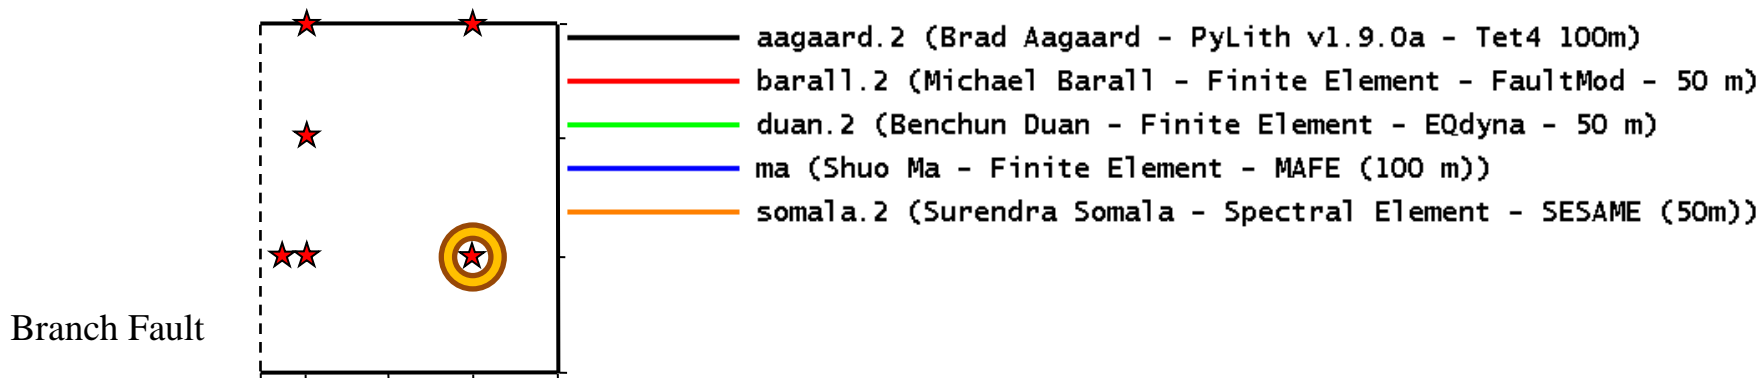 aagaard.2 (Brad Aagaard - PyLith v1.9.0a - Tet4 100m)
barall.2 (Michael Barall - Finite Element - FaultMod - 50 m)
duan.2 (Benchun Duan - Finite Element - EQdyna - 50 m)
ma (Shuo Ma - Finite Element - MAFE (100 m))
somala.2 (Surendra Somala - Spectral Element - SESAME (50m))
Branch Fault